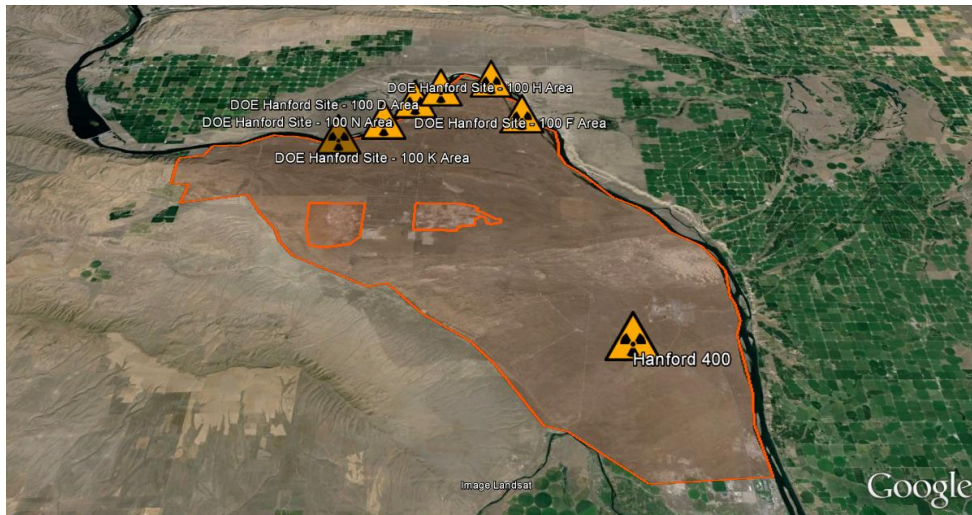 DOE Hanford Site - 100 H Area
DOE Hanford Site - 100 D Area
DOE Hanford Site - 100 N Area
DOE Hanford Site - 100 F Area
DOE Hanford Site - 100 K Area
Hanford 400
Image Landsat
Google